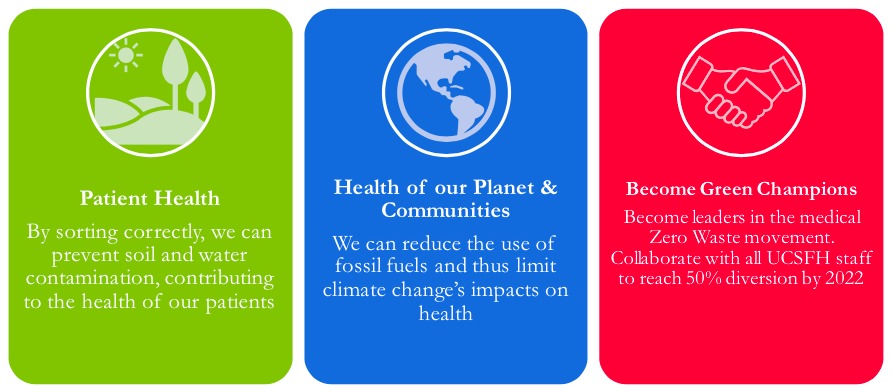 Patient Health
By sorting correctly, we can
prevent soil and water
contamination, contributing
to the health of our patients
Health of our Planet &
Communities
We can reduce the use of
fossil fuels and thus limit
climate change’s impacts on
health
Become Green Champions
Become leaders in the medical
Zero Waste movement.
Collaborate with all UCSFH staff
to reach 50% diversion by 2022